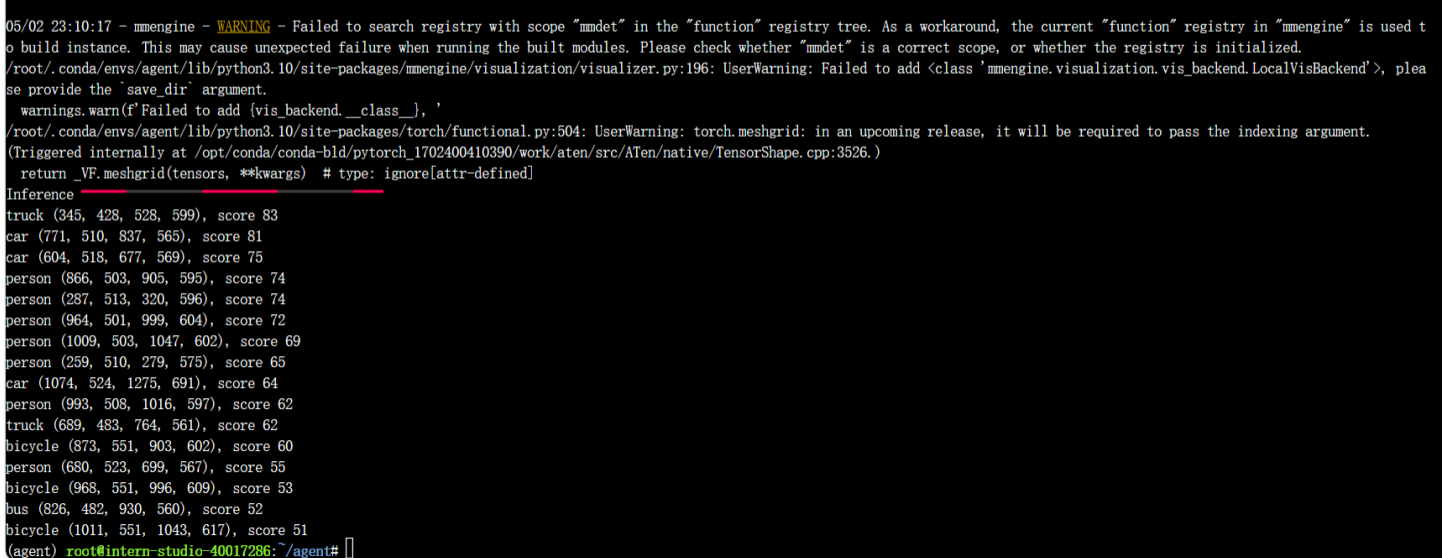 05/02 23:10:17 - mmengine - WARNING - Failed to search registry with scope "mmdet" in the "function" registry tree. As a workaround, the current "function" registry in "mmengine" is used t
o build instance. This may cause unexpected failure when running the built modules. Please check whether "mmdet" is a correct scope, or whether the registry is initialized.
/root/.conda/envs/agent/lib/python3.10/site-packages/mmengine/visualization/visualizer.py:196: UserWarning: Failed to add <class 'mmengine.visualization.vis_backend.LocalVisBackend'>, plea
se provide the `save_dir` argument.
  warnings.warn(f'Failed to add {vis_backend.__class__}, '
/root/.conda/envs/agent/lib/python3.10/site-packages/torch/functional.py:504: UserWarning: torch.meshgrid: in an upcoming release, it will be required to pass the indexing argument.
(Triggered internally at /opt/conda/conda-bld/pytorch_1702400410390/work/aten/src/ATen/native/TensorShape.cpp:3526.)
  return _VF.meshgrid(tensors, **kwargs)  # type: ignore[attr-defined]
Inference
truck (345, 428, 528, 599), score 83
car (771, 510, 837, 565), score 81
car (604, 518, 677, 569), score 75
person (866, 503, 905, 595), score 74
person (287, 513, 320, 596), score 74
person (964, 501, 999, 604), score 72
person (1009, 503, 1047, 602), score 69
person (259, 510, 279, 575), score 65
car (1074, 524, 1275, 691), score 64
person (993, 508, 1016, 597), score 62
truck (689, 483, 764, 561), score 62
bicycle (873, 551, 903, 602), score 60
person (680, 523, 699, 567), score 55
bicycle (968, 551, 996, 609), score 53
bus (826, 482, 930, 560), score 52
bicycle (1011, 551, 1043, 617), score 51
(agent) root@intern-studio-40017286:~/agent#